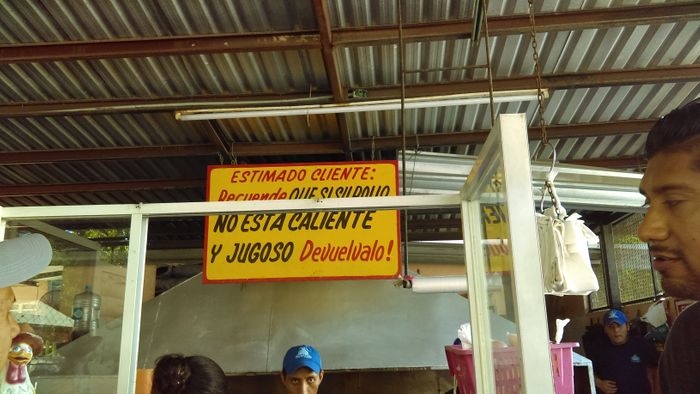 ESTIMADO CLIENTE:
Recuerde QUE SI SU POLLO
NO ESTA CALIENTE
Y JUGOSO Devuelvalo!